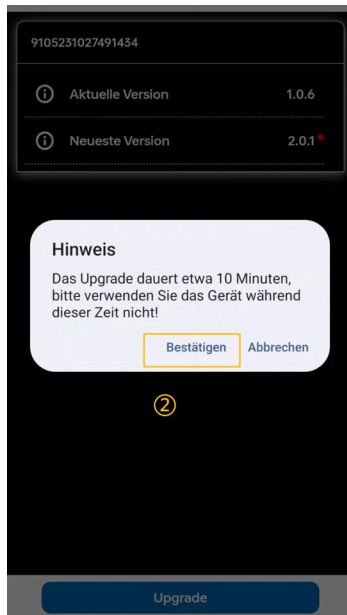 9105231027491434
Aktuelle Version 1.0.6
Neueste Version 2.0.1
Hinweis
Das Upgrade dauert etwa 10 Minuten,
bitte verwenden Sie das Gerät während
dieser Zeit nicht!
Bestätigen Abbrechen
②
Upgrade